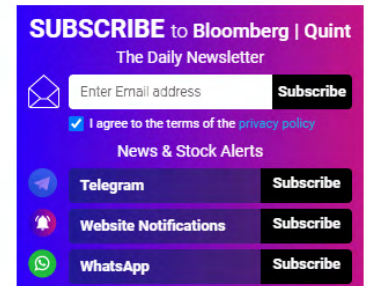 SUBSCRIBE to Bloomberg | Quint
The Daily Newsletter
Enter Email address Subscribe
I agree to the terms of the privacy policy
News & Stock Alerts
Telegram Subscribe
Website Notifications Subscribe
WhatsApp Subscribe